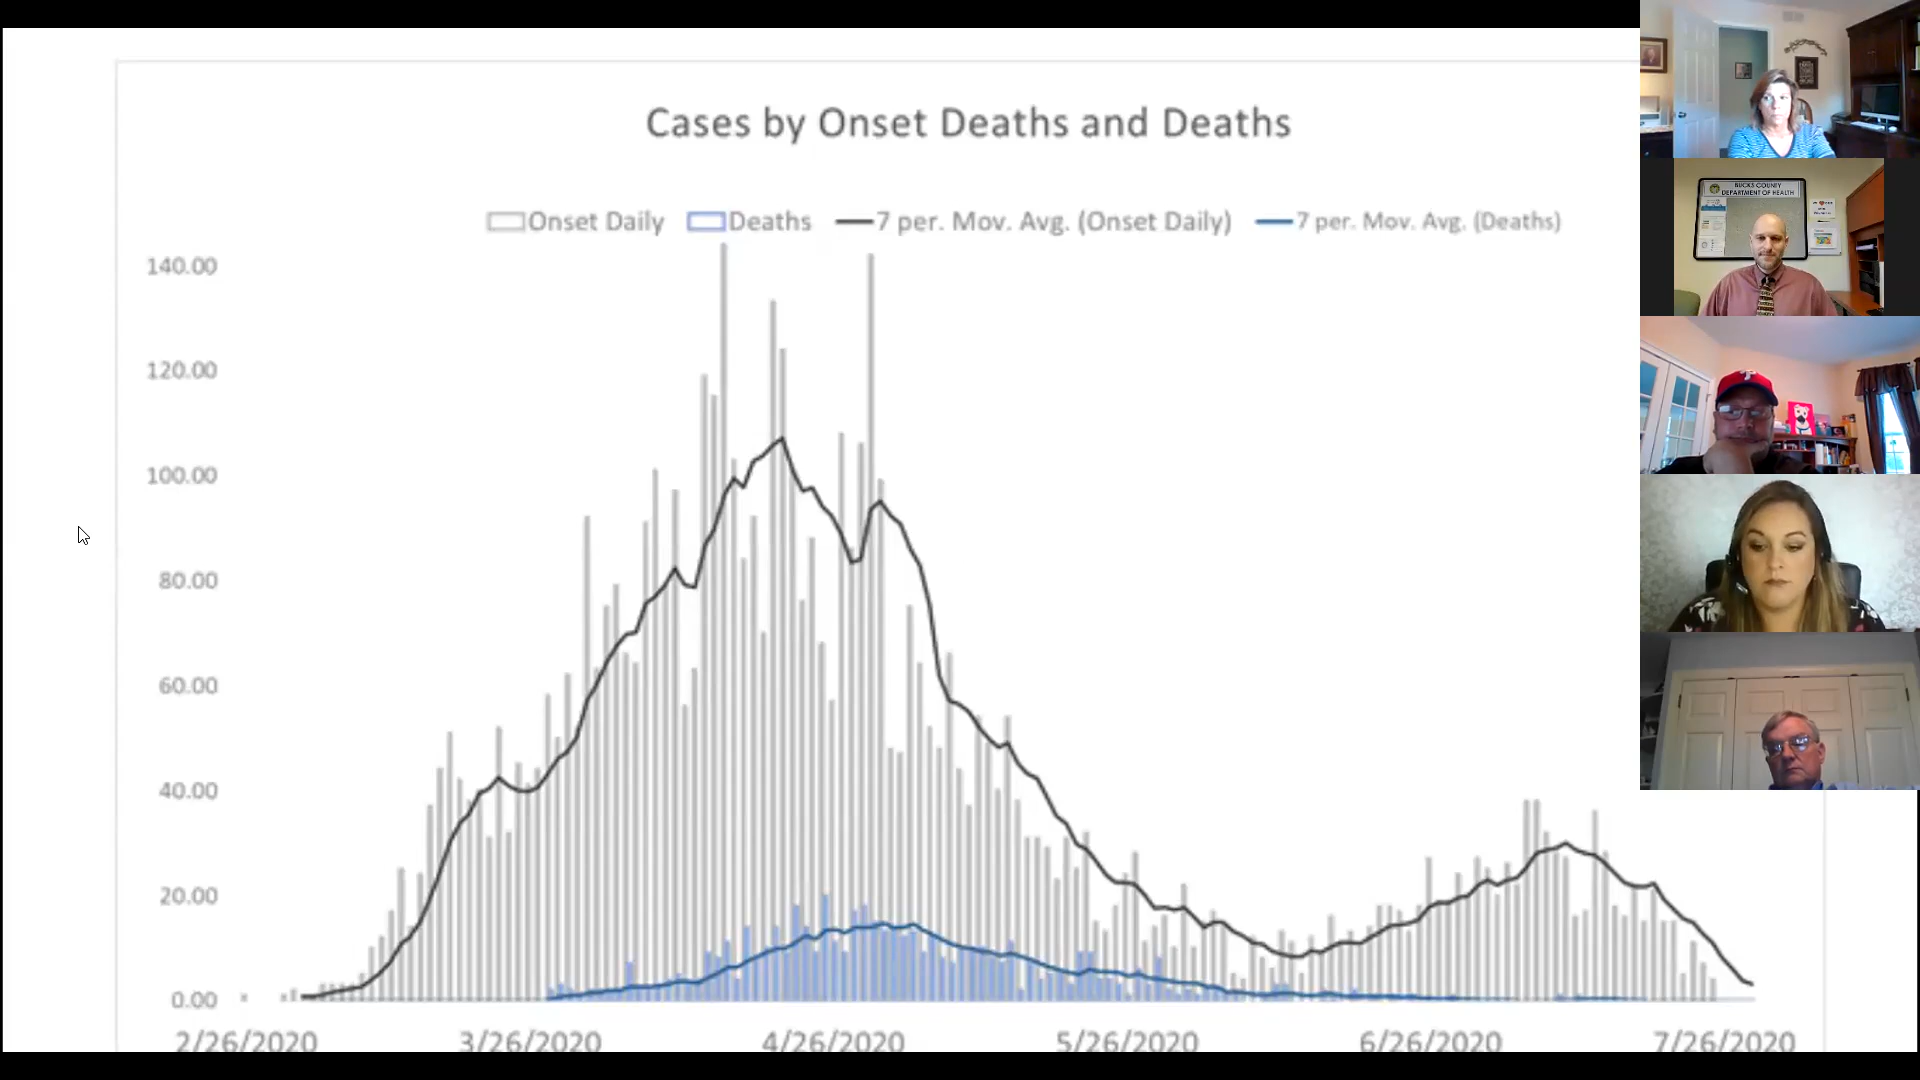 Cases by Onset Deaths and Deaths
Onset Daily Deaths 7 per. Mov. Avg. (Onset Daily) 7 per. Mov. Avg. (Deaths)
140.00
120.00
100.00
80.00
60.00
40.00
20.00
0.00
2/26/2020 3/26/2020 4/26/2020 5/26/2020 6/26/2020 7/26/2020
BUCKS COUNTY
DEPARTMENT OF HEALTH